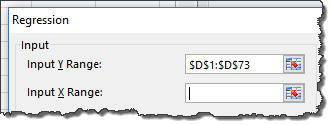 Regression
Input
Input Y Range:
$D$1:$D$73
Input X Range: